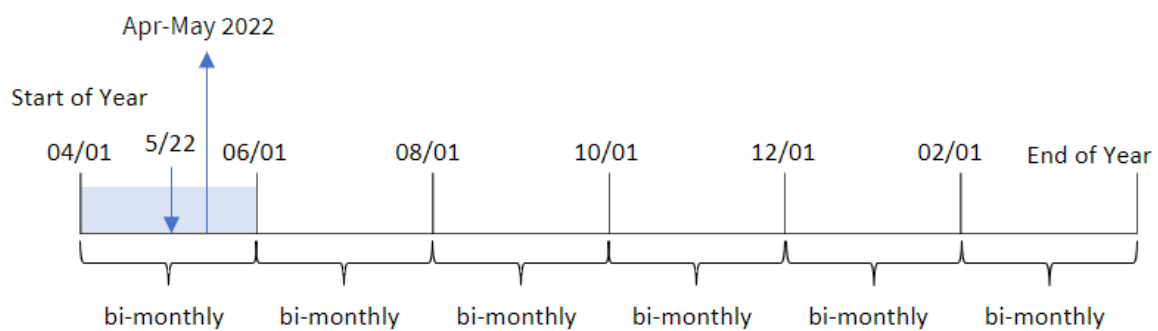 Apr-May 2022
Start of Year
04/01 5/22 06/01 08/01 10/01 12/01 02/01 End of Year
bi-monthly bi-monthly bi-monthly bi-monthly bi-monthly bi-monthly